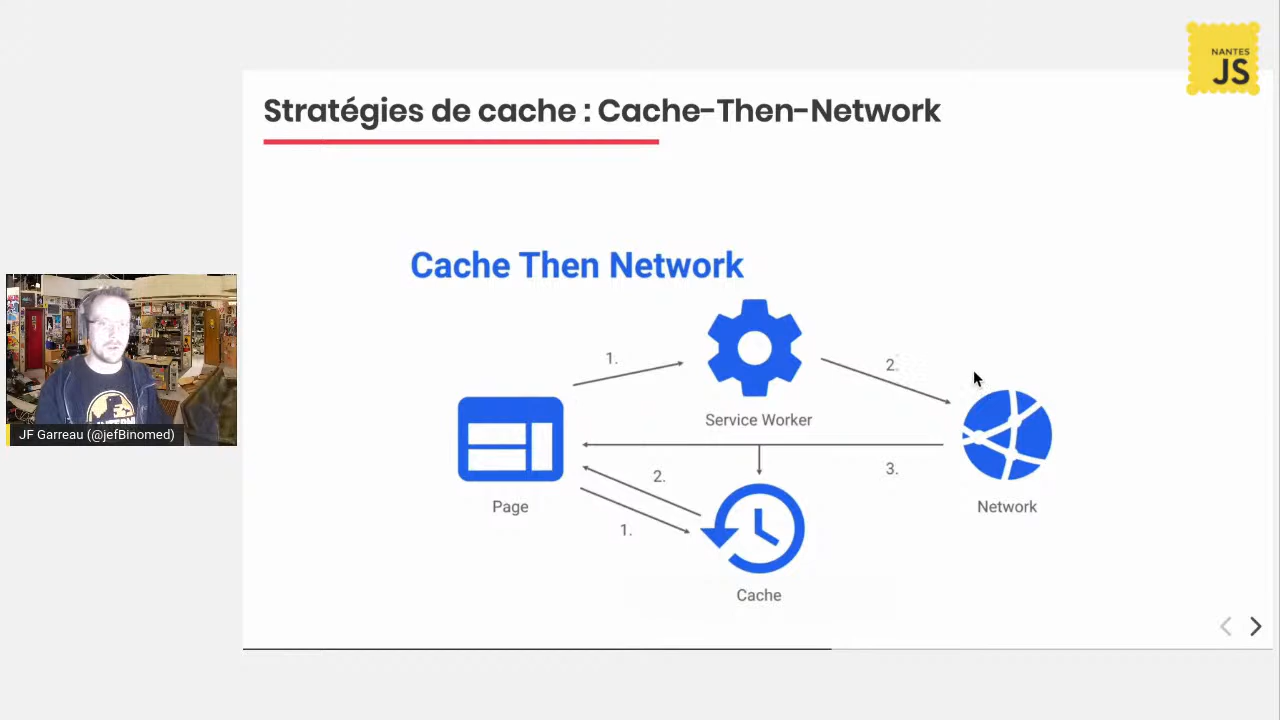 NANTES
JS
Stratégies de cache : Cache-Then-Network
Cache Then Network
1.
2.
Service Worker
3.
2.
Page
Network
1.
Cache
JF Garreau (@jefBinomed)